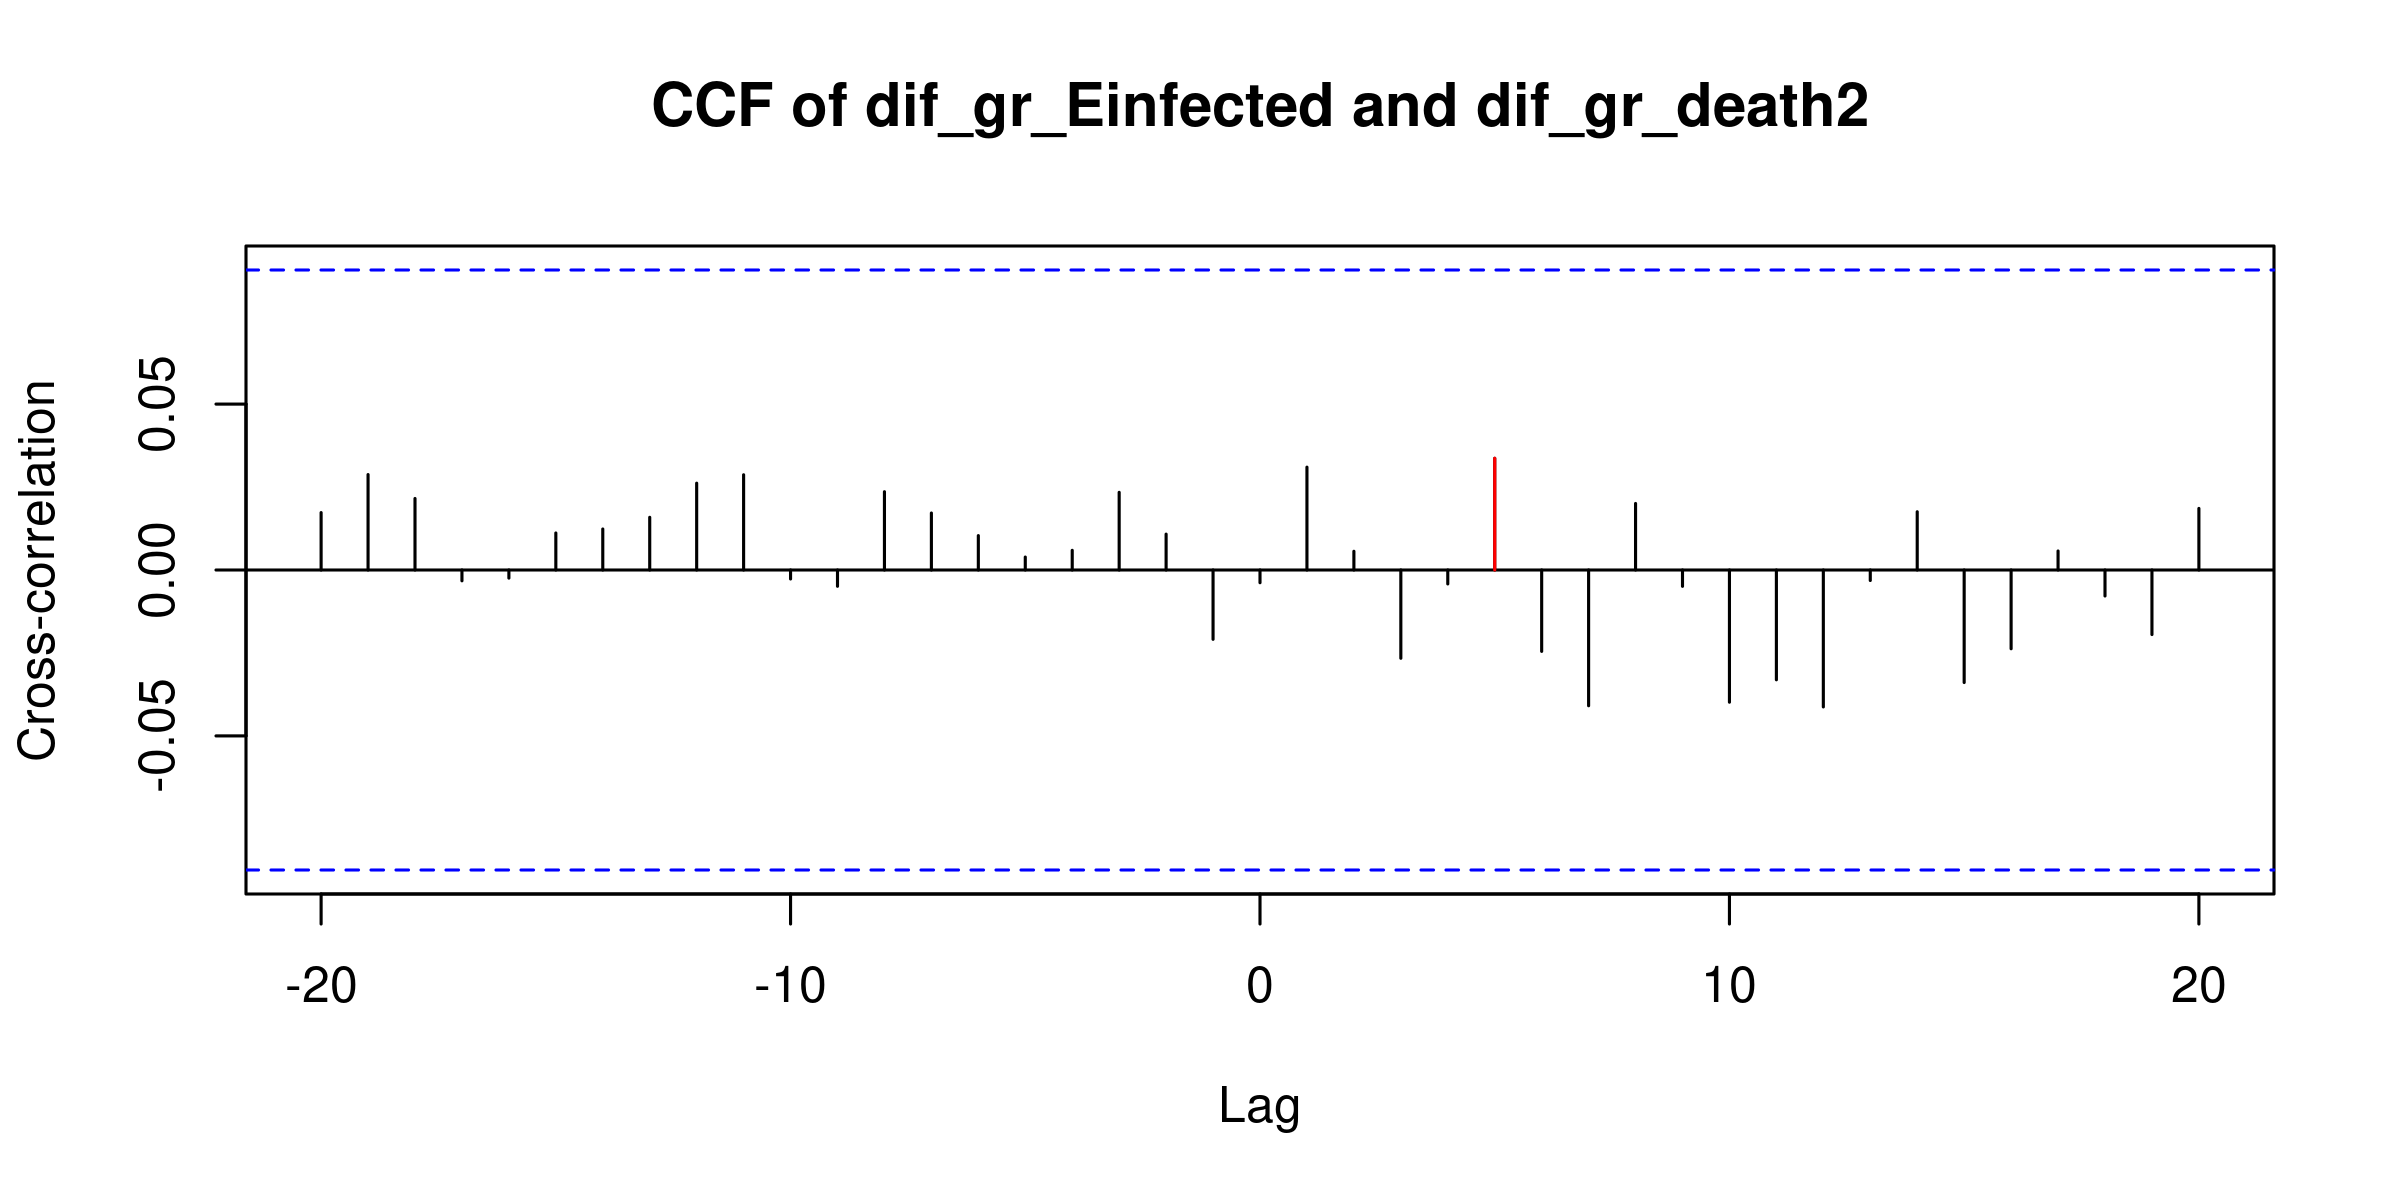 CCF of dif_gr_Einfected and dif_gr_death2
Cross-correlation
0.05
0.00
-0.05
-20 -10 0 10 20
Lag